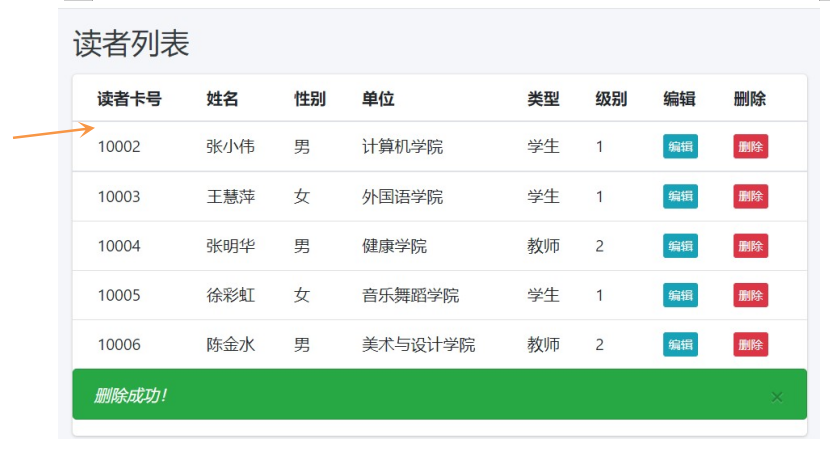 读者列表
读者卡号 姓名 性别 单位 类型 级别 编辑 删除
10002 张小伟 男 计算机学院 学生 1 编辑 删除
10003 王慧萍 女 外国语学院 学生 1 编辑 删除
10004 张明华 男 健康学院 教师 2 编辑 删除
10005 徐彩虹 女 音乐舞蹈学院 学生 1 编辑 删除
10006 陈金水 男 美术与设计学院 教师 2 编辑 删除
删除成功! ×